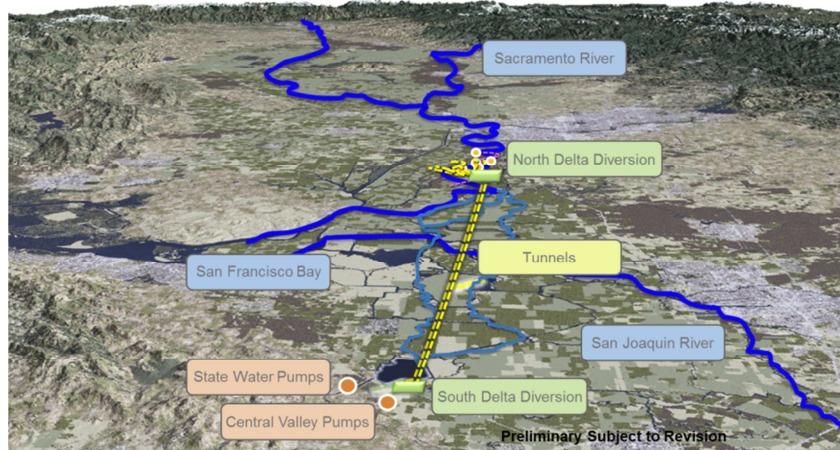 Sacramento River
North Delta Diversion
Tunnels
San Francisco Bay
San Joaquin River
State Water Pumps
South Delta Diversion
Central Valley Pumps
Preliminary Subject to Revision